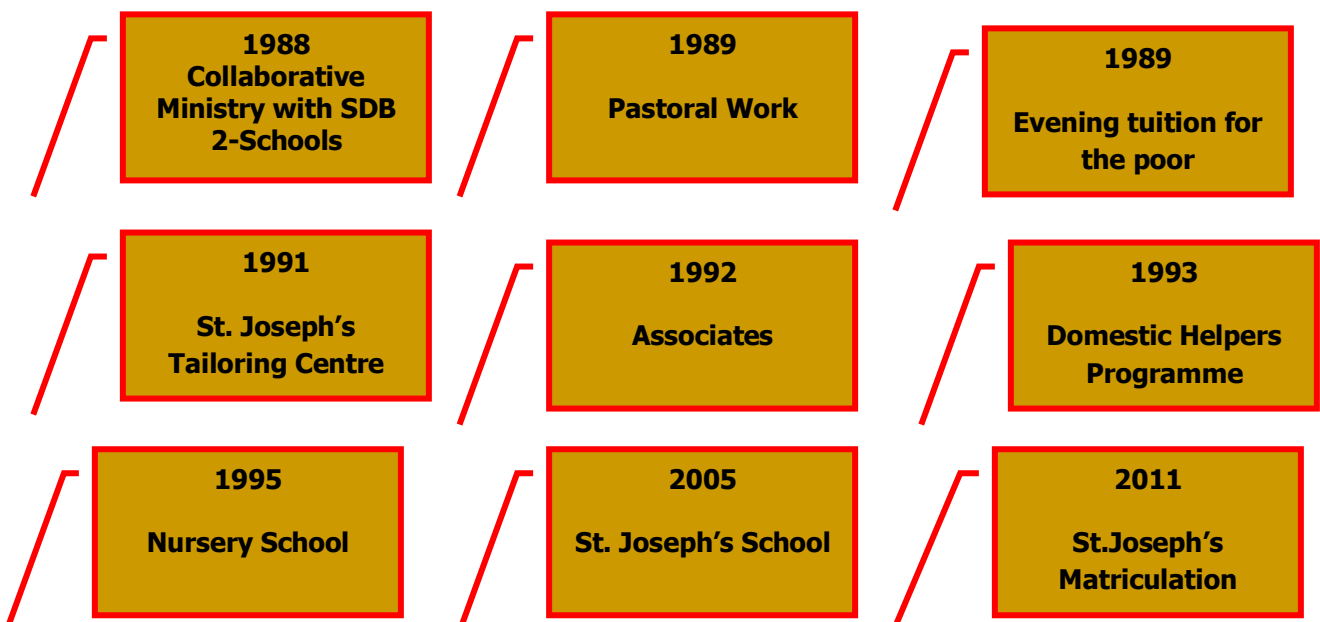 1988
Collaborative
Ministry with SDB
2-Schools
1989
Pastoral Work
1989
Evening tuition for
the poor
1991
St. Joseph’s
Tailoring Centre
1992
Associates
1993
Domestic Helpers
Programme
1995
Nursery School
2005
St. Joseph’s School
2011
St.Joseph’s
Matriculation